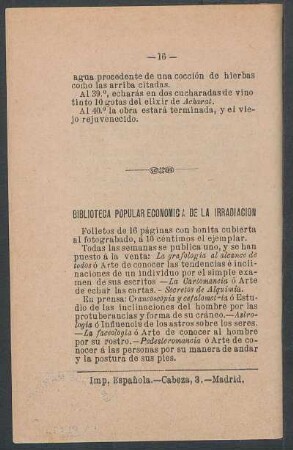 — 16 —
agua procedente de una cocción de hierbas
como las arriba citadas.
Al 39.º, echarás en dos cucharadas de vino
tinto 10 gotas del elixir de Acharat.
Al 40.º la obra estará terminada, y el vie-
jo rejuvenecido.
BIBLIOTECA POPULAR ECONOMICA DE LA IRRADIACION
Folletos de 16 páginas con bonita cubierta
al fotograbado, á 10 céntimos el ejemplar.
Todas las semanas se publica uno, y se han
puesto á la venta: La grafología al alcance de
todos ó Arte de conocer las tendencias ó incli-
naciones de un individuo por el simple exa-
men de sus escritos —La Cartomancia ó Arte
de echar las cartas.—Secretos de Alquimia.
En prensa: Craneoscopia y cefalometria ó Estu-
dio de las inclinaciones del hombre por las
protuberancias y forma de su cráneo.—Astro-
logia ó Influencia de los astros sobre los seres.
—La faceologia ó Arte de conocer al hombre
por su rostro.—Podestcromancia ó Arte de co-
nocer á las personas por su manera de andar
y la postura de sus pies.
Imp. Española.—Cabeza, 3.—Madrid.